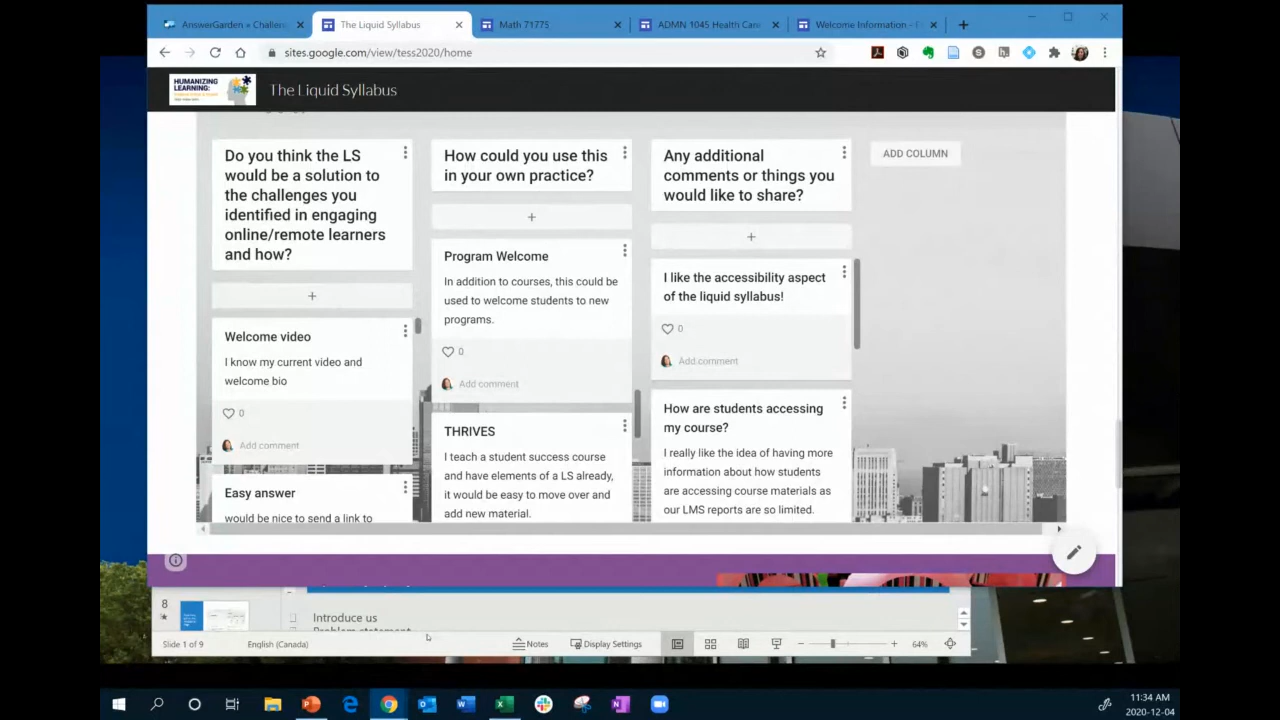 AnswerGarden » Challen
The Liquid Syllabus
Math 71775
ADMN 1045 Health Care
Welcome Information -
sites.google.com/view/tess2020/home
HUMANIZING
LEARNING:
The Liquid Syllabus
Do you think the LS
would be a solution to
the challenges you
identified in engaging
online/remote learners
and how?
+
Welcome video
I know my current video and
welcome bio
0
Add comment
Easy answer
would be nice to send a link to
How could you use this
in your own practice?
+
Program Welcome
In addition to courses, this could be
used to welcome students to new
programs.
0
Add comment
THRIVES
I teach a student success course
and have elements of a LS already,
it would be easy to move over and
add new material.
Any additional
comments or things you
would like to share?
+
I like the accessibility aspect
of the liquid syllabus!
0
Add comment
How are students accessing
my course?
I really like the idea of having more
information about how students
are accessing course materials as
our LMS reports are so limited.
ADD COLUMN
8
Introduce us
Problem statement
Slide 1 of 9
English (Canada)
Notes
Display Settings
64%
11:34 AM
2020-12-04